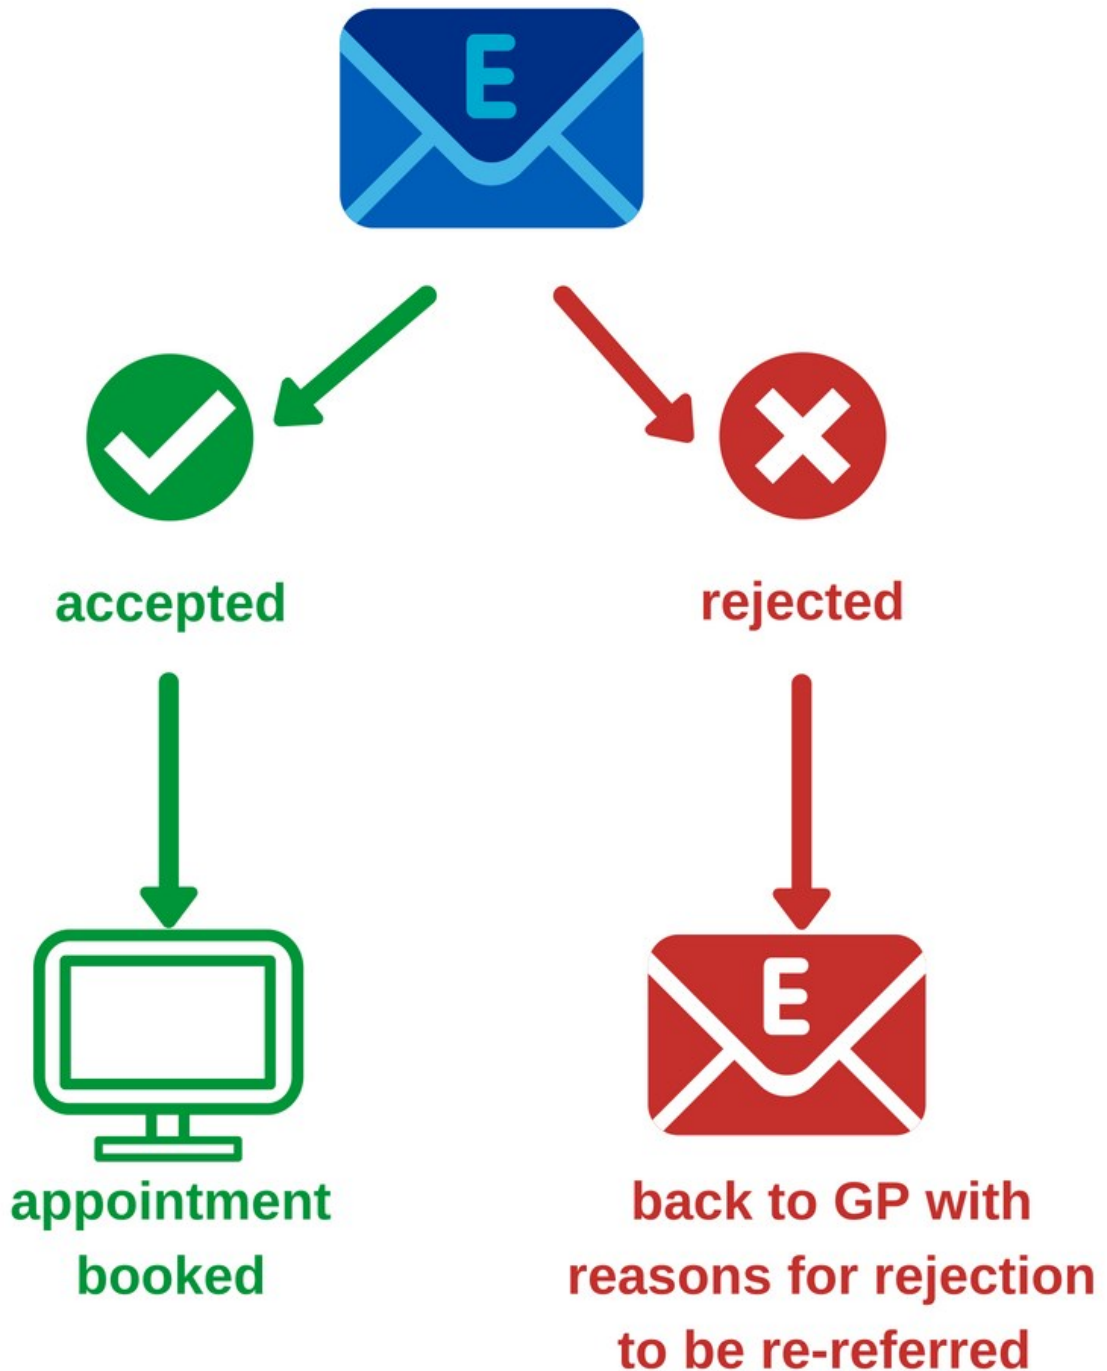 E
accepted
rejected
E
appointment
booked
back to GP with
reasons for rejection
to be re-referred